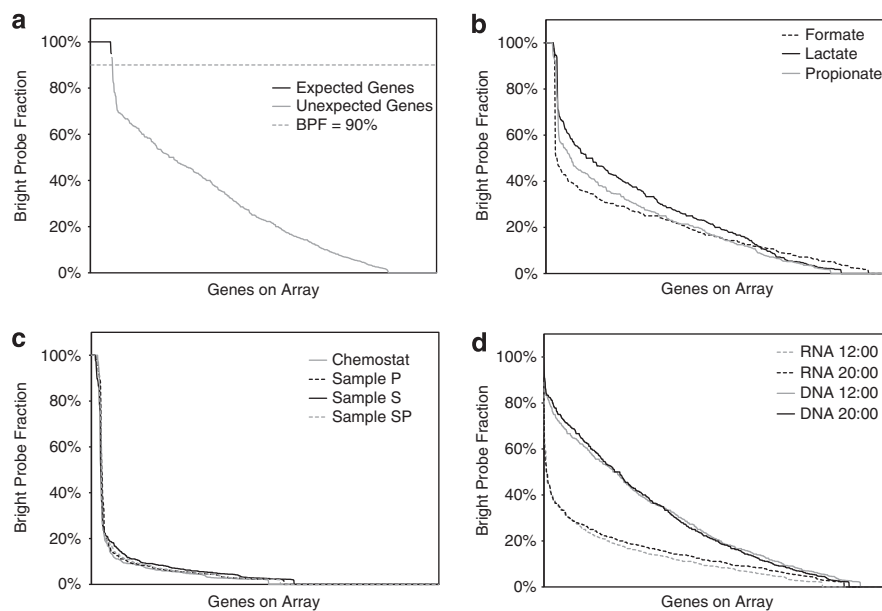 a
100%
80%
60%
40%
20%
0%
Bright Probe Fraction
Expected Genes
Unexpected Genes
BPF = 90%
Genes on Array
b
100%
80%
60%
40%
20%
0%
Bright Probe Fraction
Formate
Lactate
Propionate
Genes on Array
c
100%
80%
60%
40%
20%
0%
Bright Probe Fraction
Chemostat
Sample P
Sample S
Sample SP
Genes on Array
d
100%
80%
60%
40%
20%
0%
Bright Probe Fraction
RNA 12:00
RNA 20:00
DNA 12:00
DNA 20:00
Genes on Array